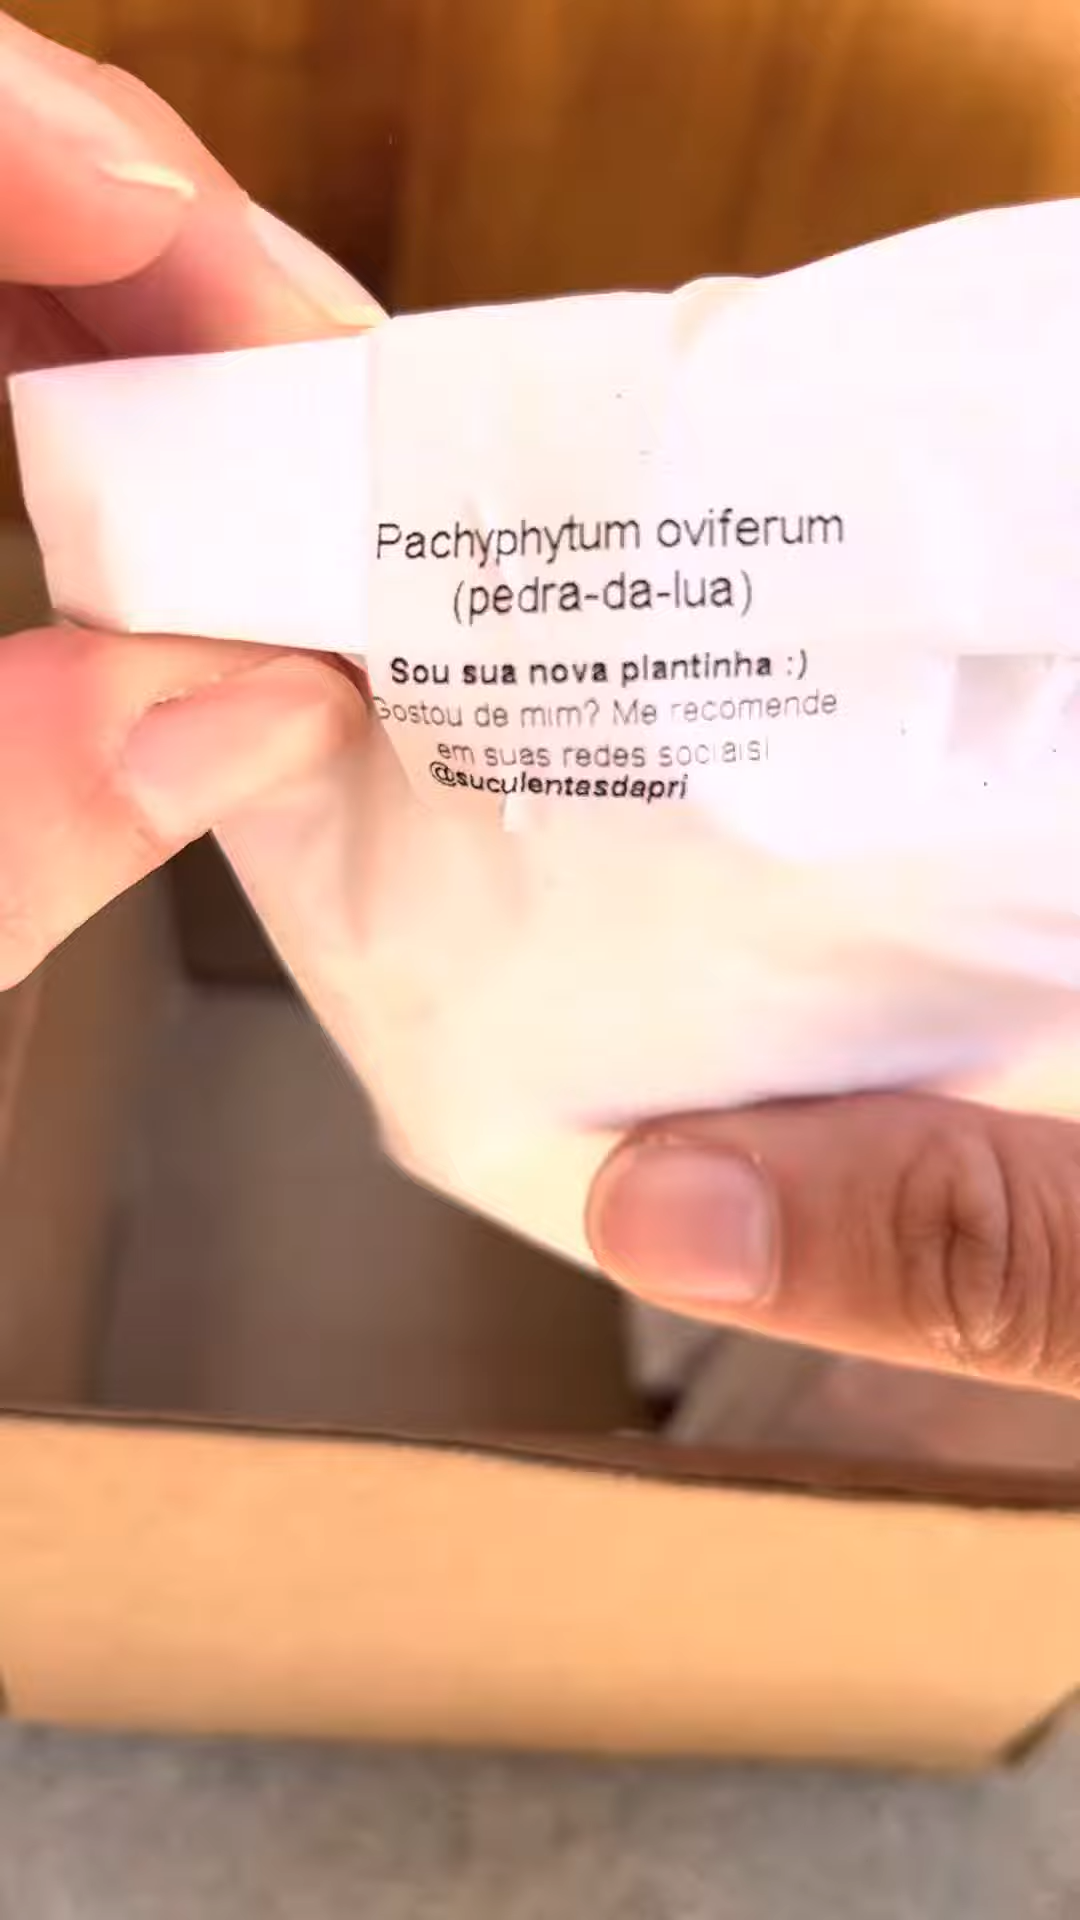 Pachyphytum oviferum
(pedra-da-lua)
Sou sua nova plantinha :)
Gostou de mim? Me recomende
em suas redes sociais!
@suculentasdapri